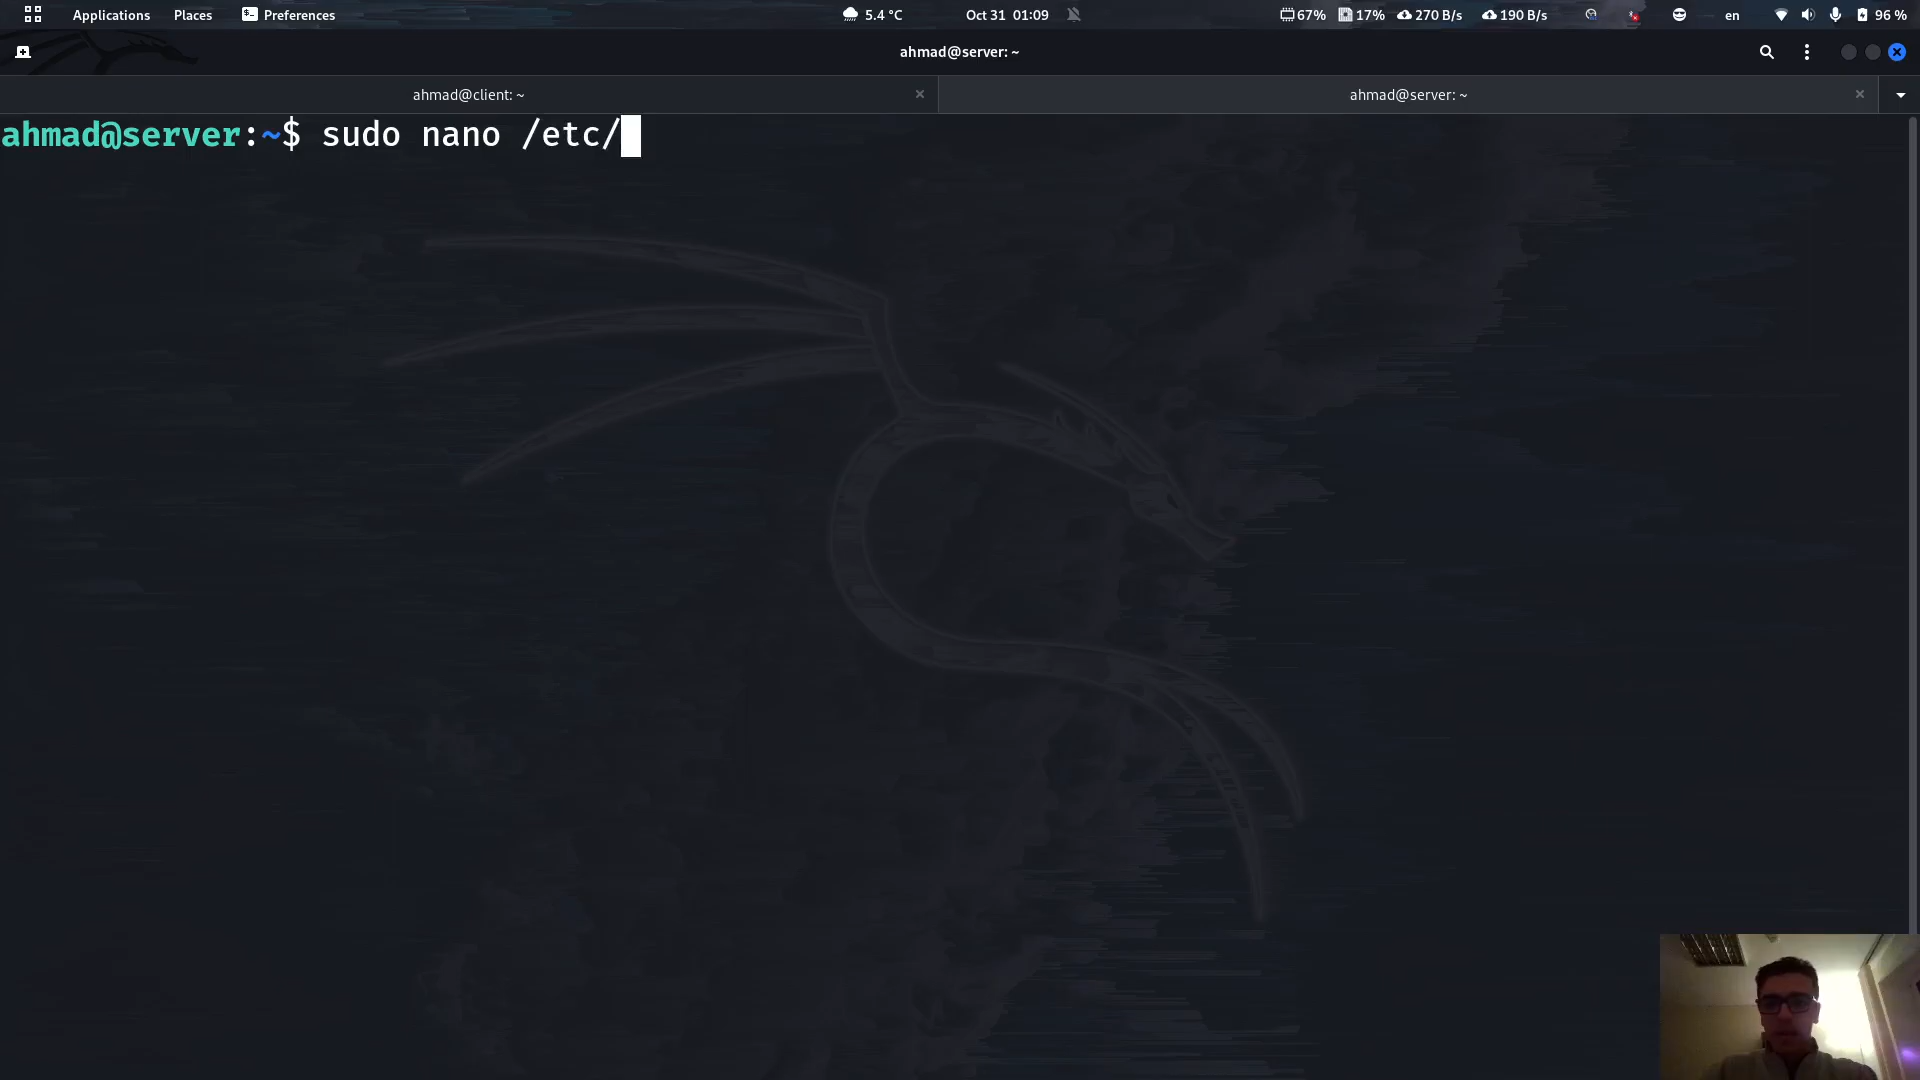 Applications Places Preferences 5.4 °C Oct 31 01:09 67% 17% 270 B/s 190 B/s en 96 %
ahmad@server: ~
ahmad@client: ~ ahmad@server: ~
ahmad@server:~$ sudo nano /etc/